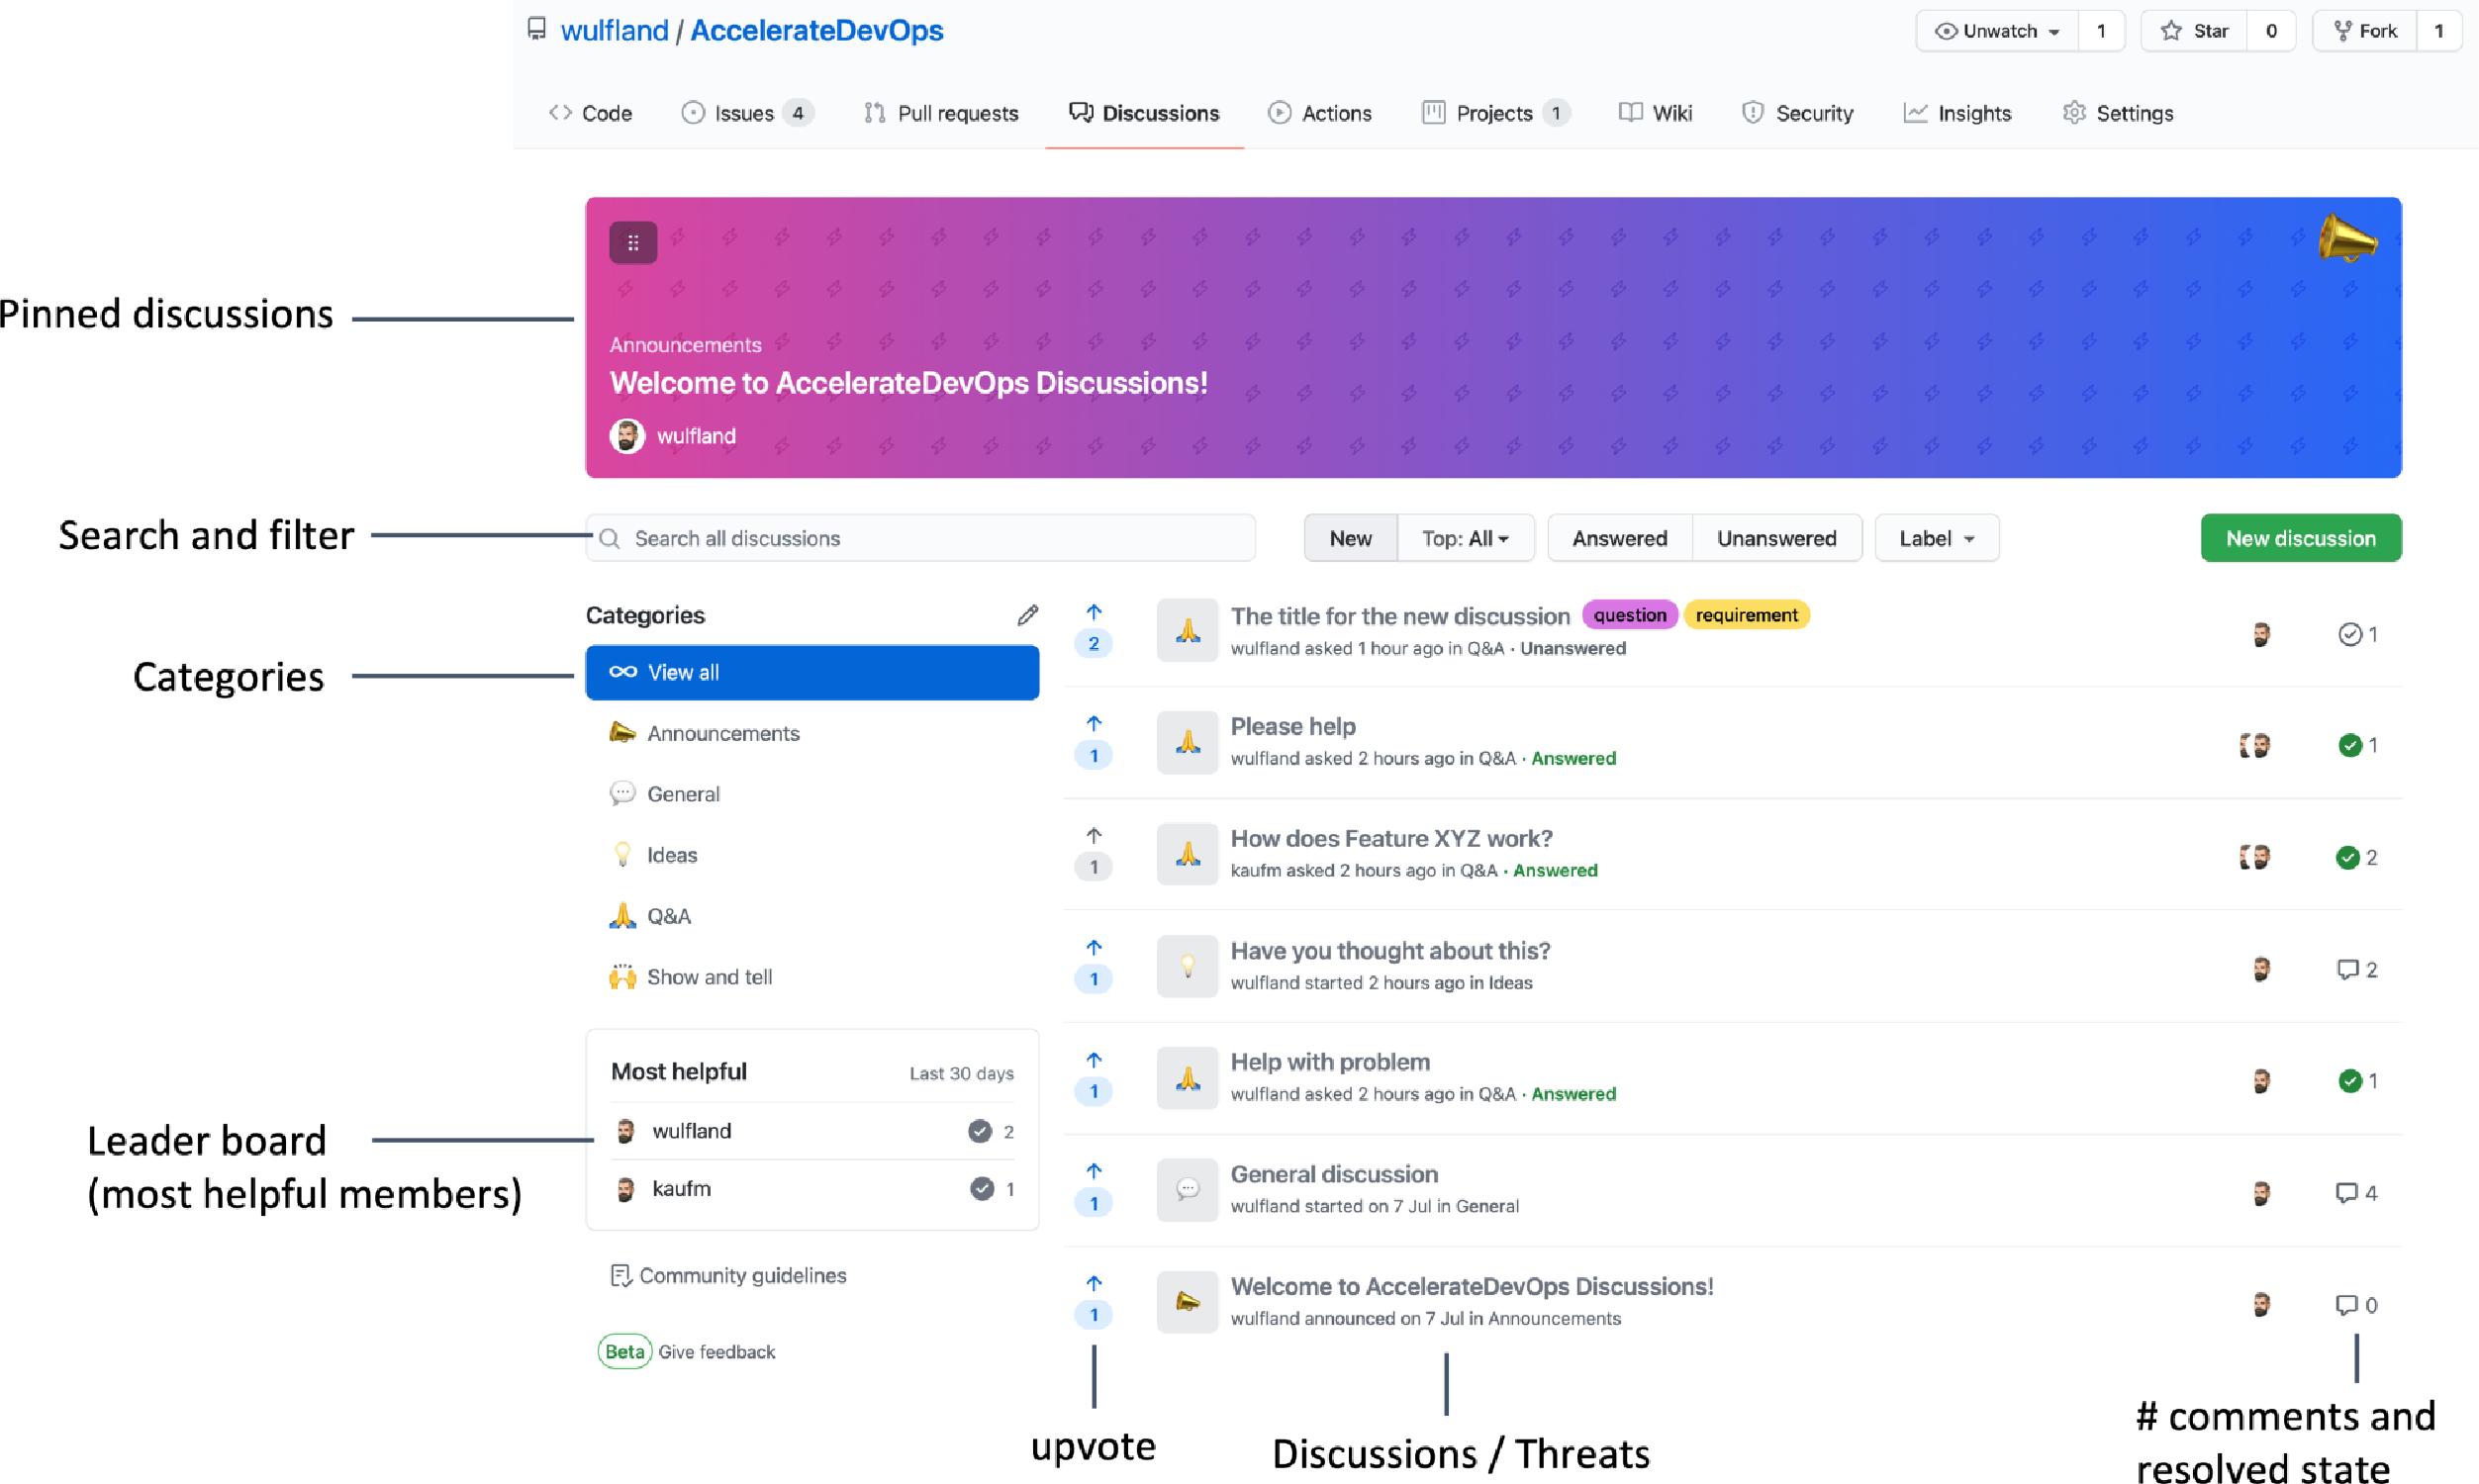 wulfland / AccelerateDevOps
Unwatch 1 Star 0 Fork 1
Code Issues 4 Pull requests Discussions Actions Projects 1 Wiki Security Insights Settings
Pinned discussions
Announcements
Welcome to AccelerateDevOps Discussions!
wulfland
Search and filter
Search all discussions
New Top: All Answered Unanswered Label New discussion
Categories
Categories
View all
Announcements
General
Ideas
Q&A
Show and tell
Leader board
(most helpful members)
Most helpful Last 30 days
wulfland 2
kaufm 1
Community guidelines
Beta Give feedback
2 The title for the new discussion question requirement
wulfland asked 1 hour ago in Q&A · Unanswered 1
1 Please help
wulfland asked 2 hours ago in Q&A · Answered 1
1 How does Feature XYZ work?
kaufm asked 2 hours ago in Q&A · Answered 2
1 Have you thought about this?
wulfland started 2 hours ago in Ideas 2
1 Help with problem
wulfland asked 2 hours ago in Q&A · Answered 1
1 General discussion
wulfland started on 7 Jul in General 4
1 Welcome to AccelerateDevOps Discussions!
wulfland announced on 7 Jul in Announcements 0
upvote
Discussions / Threats
# comments and
resolved state